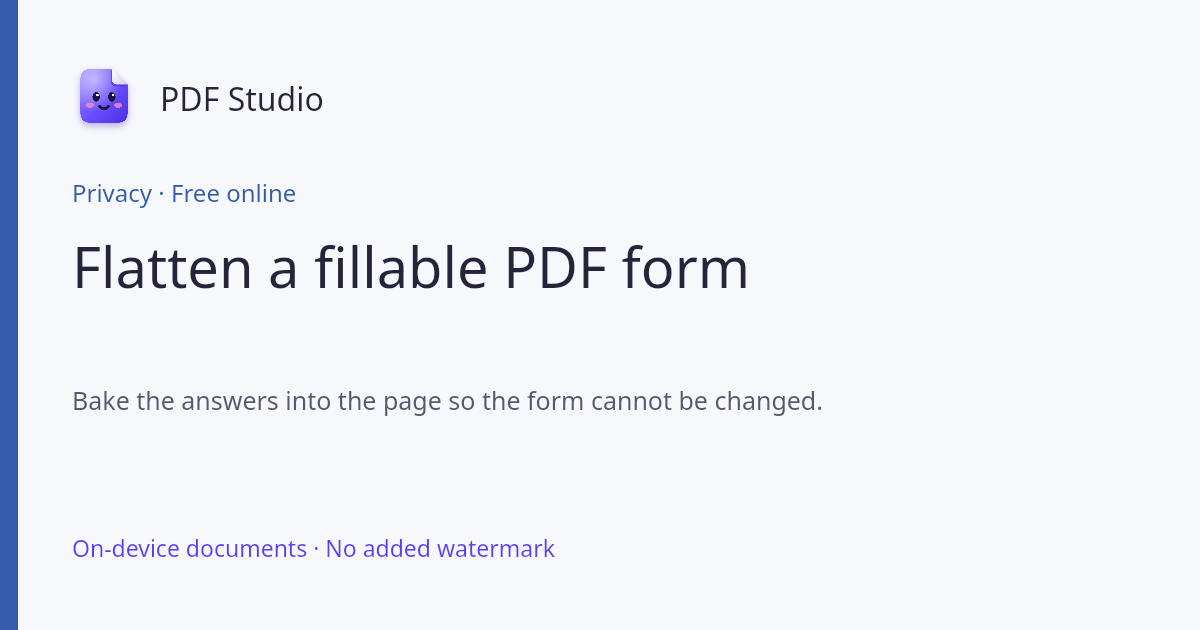 PDF Studio
Privacy · Free online
Flatten a fillable PDF form
Bake the answers into the page so the form cannot be changed.
On-device documents · No added watermark